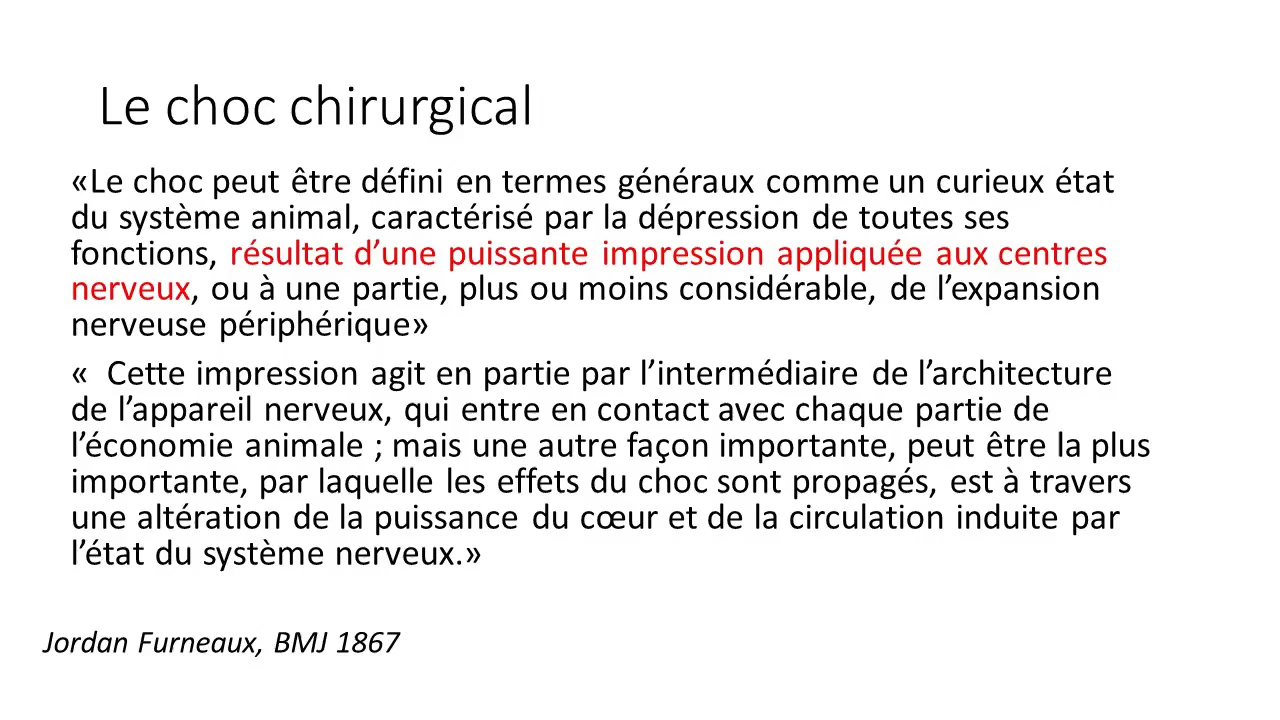 Le choc chirurgical
«Le choc peut être défini en termes généraux comme un curieux état
du système animal, caractérisé par la dépression de toutes ses
fonctions, résultat d’une puissante impression appliquée aux centres
nerveux, ou à une partie, plus ou moins considérable, de l’expansion
nerveuse périphérique»
« Cette impression agit en partie par l’intermédiaire de l’architecture
de l’appareil nerveux, qui entre en contact avec chaque partie de
l’économie animale ; mais une autre façon importante, peut être la plus
importante, par laquelle les effets du choc sont propagés, est à travers
une altération de la puissance du cœur et de la circulation induite par
l’état du système nerveux.»
Jordan Furneaux, BMJ 1867